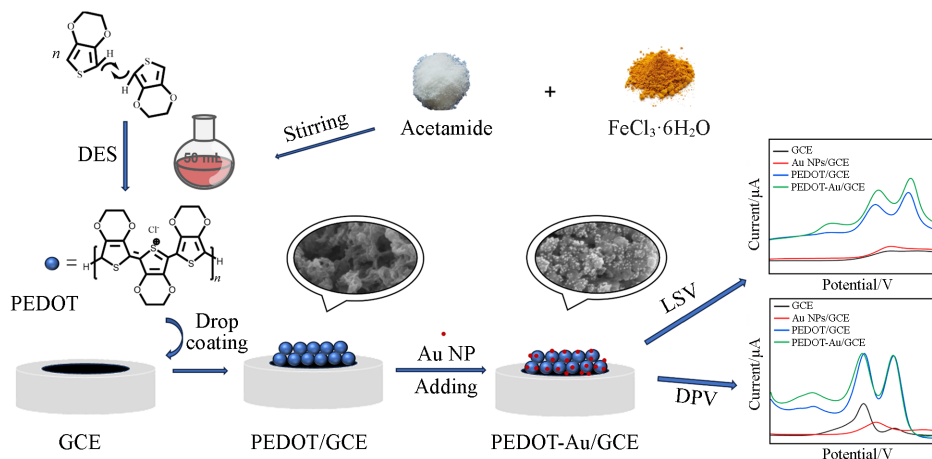 n
H
H
S
S
O
O
O
O
DES
50 mL
Stirring
Acetamide
+
FeCl₃·6H₂O
=
H
O
O
Cl⁻
⊕
S
S
S
O
O
O
O
H
n
PEDOT
Drop
coating
GCE
PEDOT/GCE
Au NP
Adding
PEDOT-Au/GCE
LSV
DPV
Current/μA
GCE
Au NPs/GCE
PEDOT/GCE
PEDOT-Au/GCE
Potential/V
Current/μA
GCE
Au NPs/GCE
PEDOT/GCE
PEDOT-Au/GCE
Potential/V